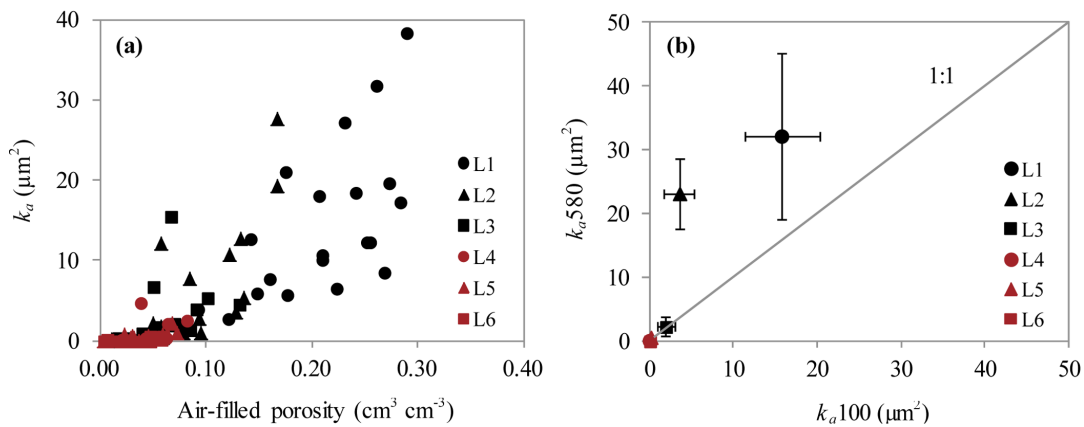 (a)
40
30
20
10
0
kₐ (μm²)
0.00 0.10 0.20 0.30 0.40
Air-filled porosity (cm³ cm⁻³)
L1
L2
L3
L4
L5
L6
(b)
50
40
30
20
10
0
kₐ580 (μm²)
1:1
0 10 20 30 40 50
kₐ100 (μm²)
L1
L2
L3
L4
L5
L6